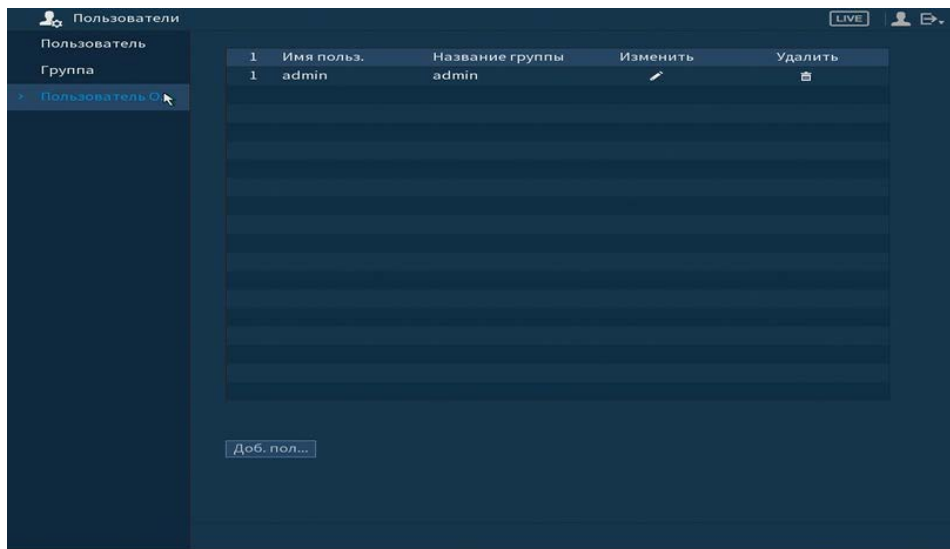 Пользователи LIVE
Пользователь
Группа
Пользователь O
1 Имя польз. Название группы Изменить Удалить
1 admin admin
Доб. пол...